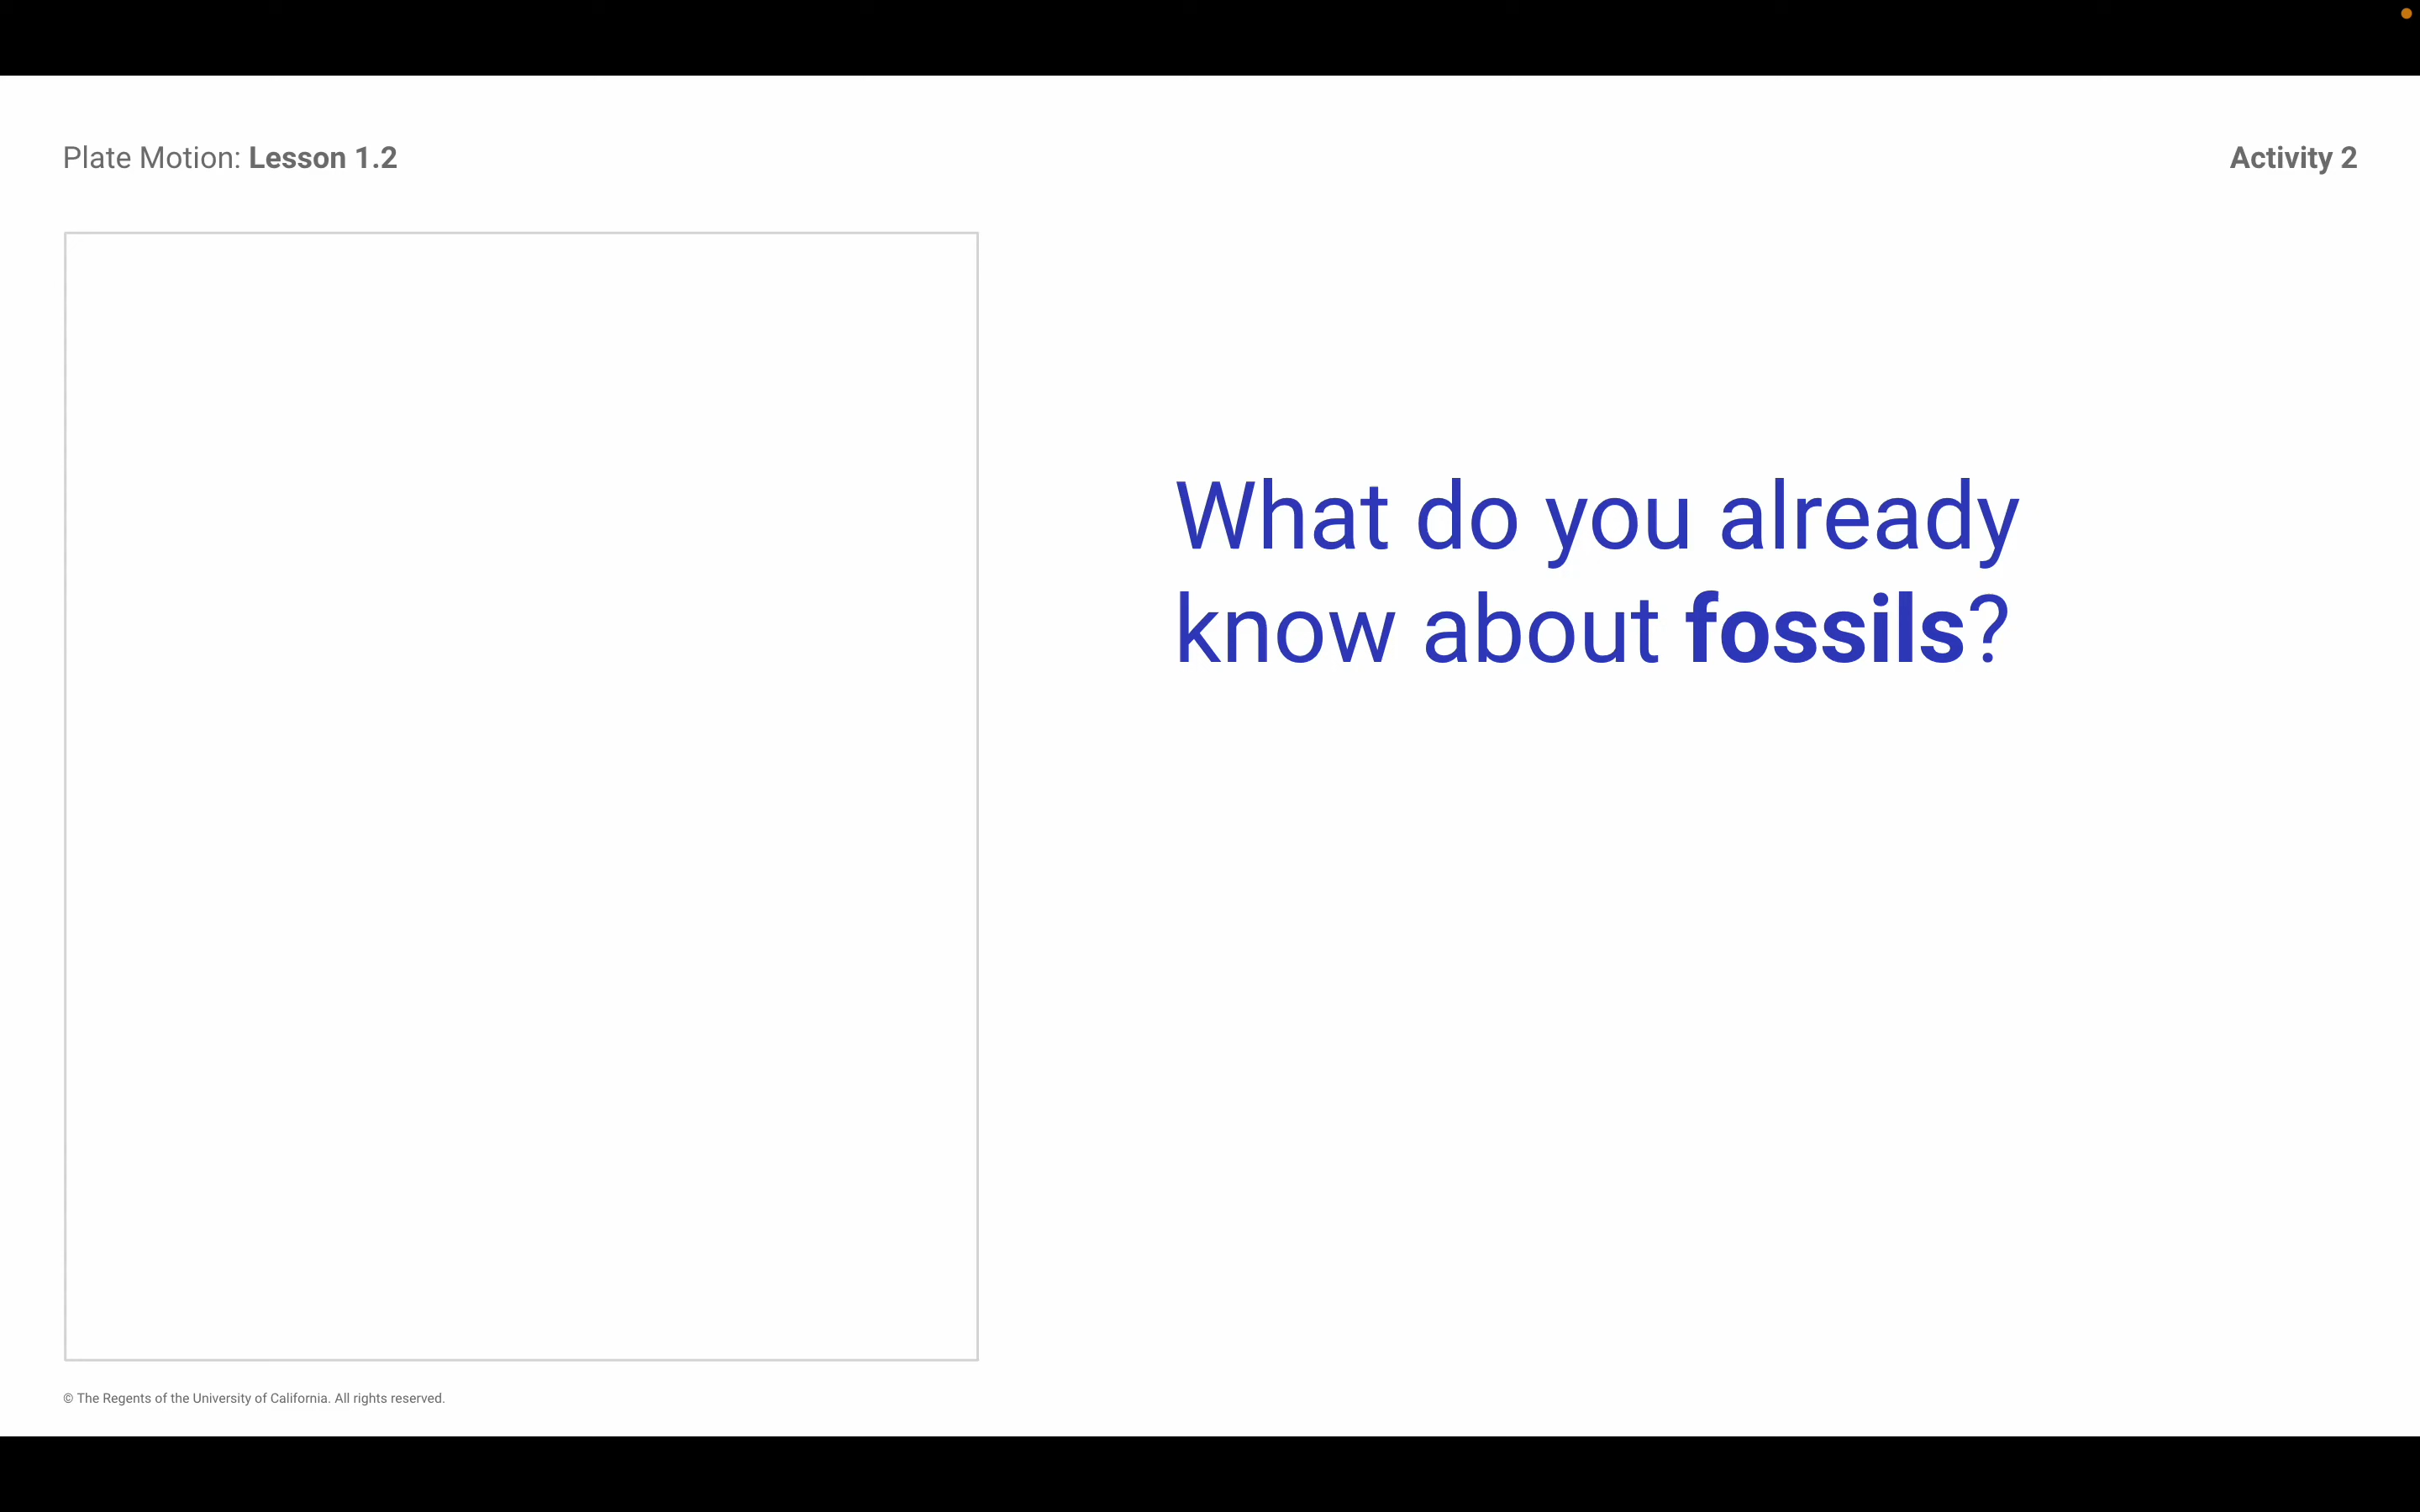 Plate Motion: Lesson 1.2
Activity 2
What do you already
know about fossils?
© The Regents of the University of California. All rights reserved.